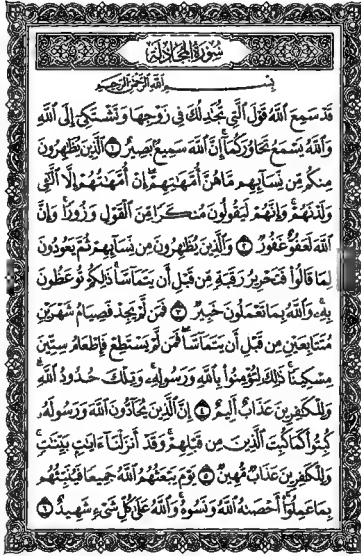 سُورَةُ المُجَادلَة
بِسْمِ اللَّهِ الرَّحْمَٰنِ الرَّحِيمِ
قَدْ سَمِعَ اللَّهُ قَوْلَ الَّتِي تُجَادِلُكَ فِي زَوْجِهَا وَتَشْتَكِي إِلَى اللَّهِ
وَاللَّهُ يَسْمَعُ تَحَاوُرَكُمَا إِنَّ اللَّهَ سَمِيعٌ بَصِيرٌ ١ الَّذِينَ يُظَاهِرُونَ
مِنكُم مِّن نِّسَائِهِم مَّا هُنَّ أُمَّهَاتِهِمْ إِنْ أُمَّهَاتُهُمْ إِلَّا الَّتِي
وَلَدْنَهُمْ وَإِنَّهُمْ لَيَقُولُونَ مُنكَرًا مِّنَ الْقَوْلِ وَزُورًا وَإِنَّ
اللَّهَ لَعَفُوٌّ غَفُورٌ ٢ وَالَّذِينَ يُظَاهِرُونَ مِن نِّسَائِهِمْ ثُمَّ يَعُودُونَ
لِمَا قَالُوا فَتَحْرِيرُ رَقَبَةٍ مِّن قَبْلِ أَن يَتَمَاسَّا ذَٰلِكُمْ تُوعَظُونَ
بِهِ وَاللَّهُ بِمَا تَعْمَلُونَ خَبِيرٌ ٣ فَمَن لَّمْ يَجِدْ فَصِيَامُ شَهْرَيْنِ
مُتَتَابِعَيْنِ مِن قَبْلِ أَن يَتَمَاسَّا فَمَن لَّمْ يَسْتَطِعْ فَإِطْعَامُ سِتِّينَ
مِسْكِينًا ذَٰلِكَ لِتُؤْمِنُوا بِاللَّهِ وَرَسُولِهِ وَتِلْكَ حُدُودُ اللَّهِ
وَلِلْكَافِرِينَ عَذَابٌ أَلِيمٌ ٤ إِنَّ الَّذِينَ يُحَادُّونَ اللَّهَ وَرَسُولَهُ
كُبِتُوا كَمَا كُبِتَ الَّذِينَ مِن قَبْلِهِمْ وَقَدْ أَنزَلْنَا آيَاتٍ بَيِّنَاتٍ
وَلِلْكَافِرِينَ عَذَابٌ مُّهِينٌ ٥ يَوْمَ يَبْعَثُهُمُ اللَّهُ جَمِيعًا فَيُنَبِّئُهُم
بِمَا عَمِلُوا أَحْصَاهُ اللَّهُ وَنَسُوهُ وَاللَّهُ عَلَىٰ كُلِّ شَيْءٍ شَهِيدٌ ٦